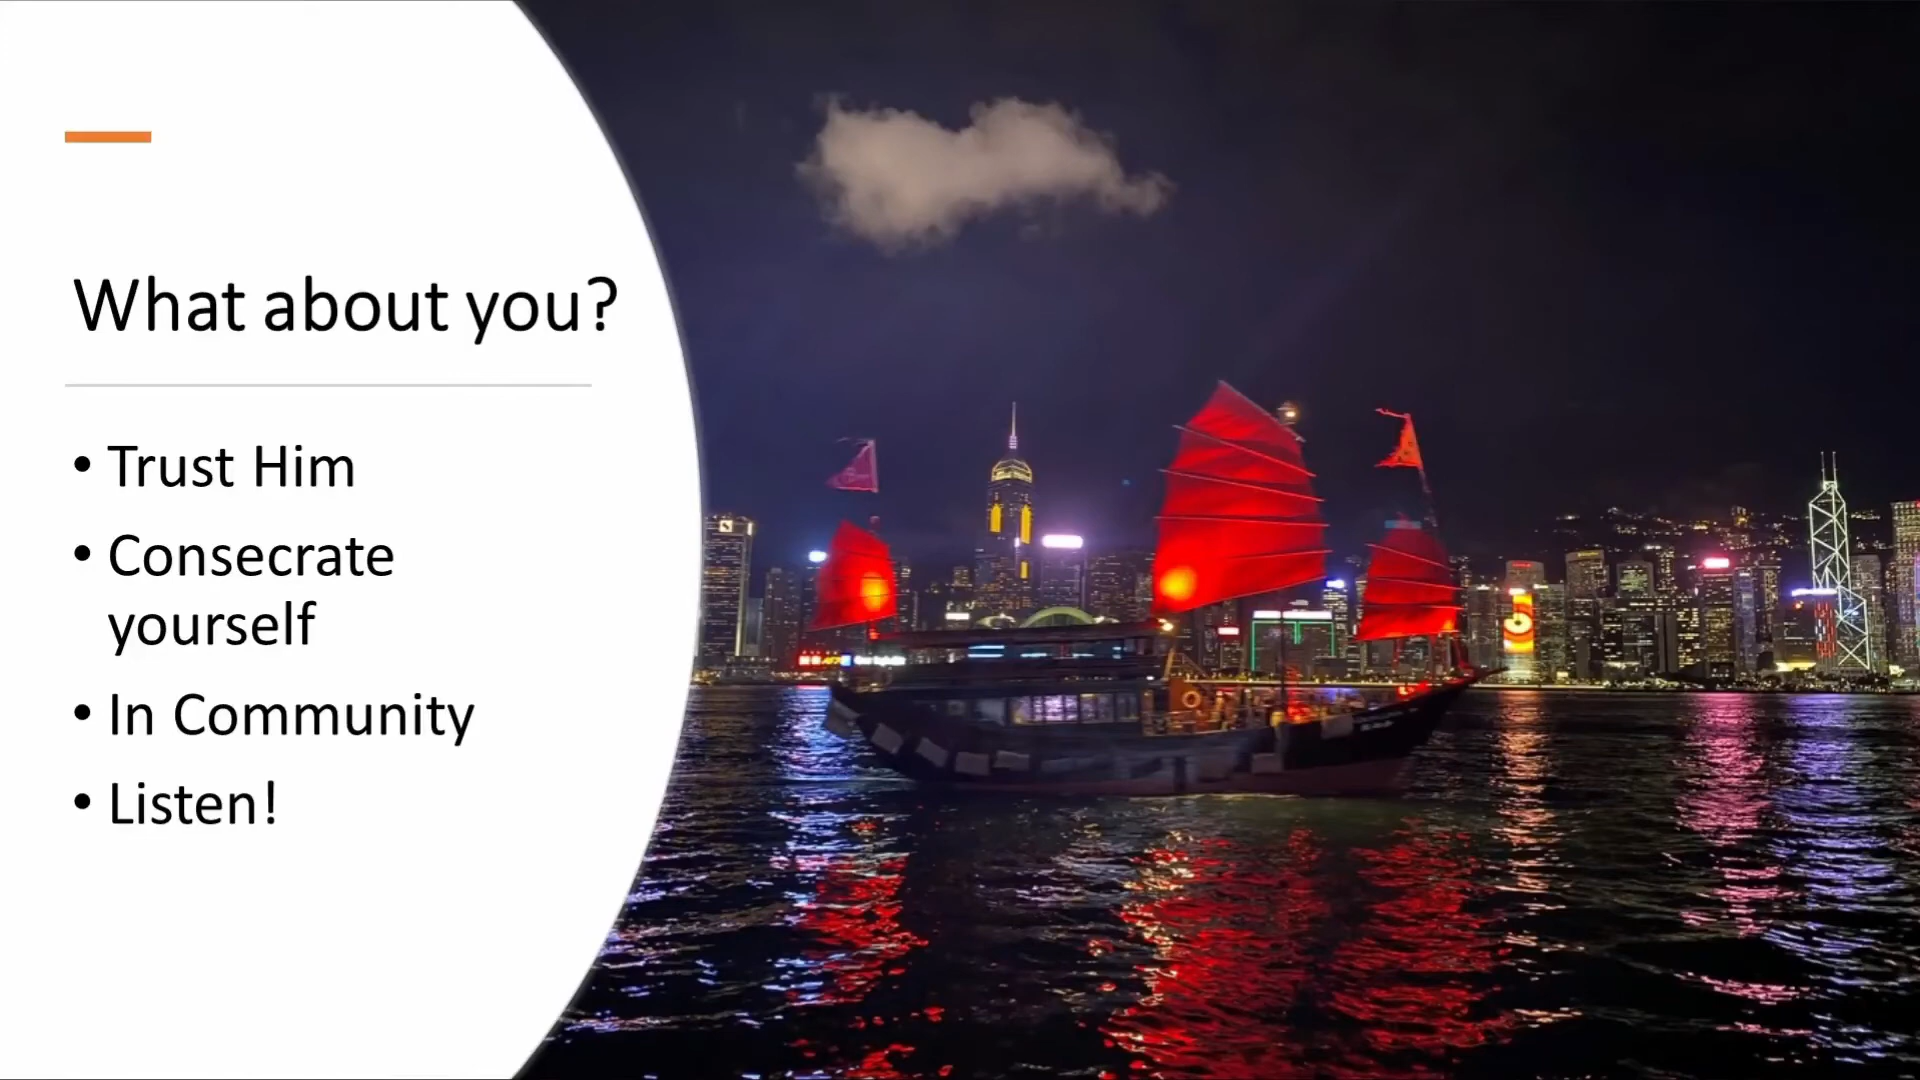 What about you?
• Trust Him
• Consecrate
yourself
• In Community
• Listen!